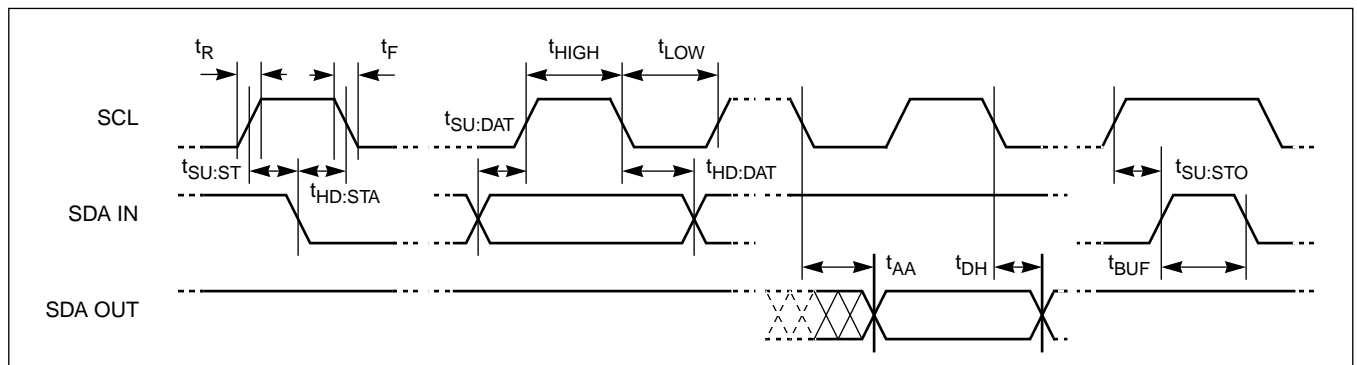 tR
tF
tHIGH
tLOW
SCL
tSU:DAT
tSU:ST
tHD:STA
tHD:DAT
tSU:STO
SDA IN
tAA
tDH
tBUF
SDA OUT